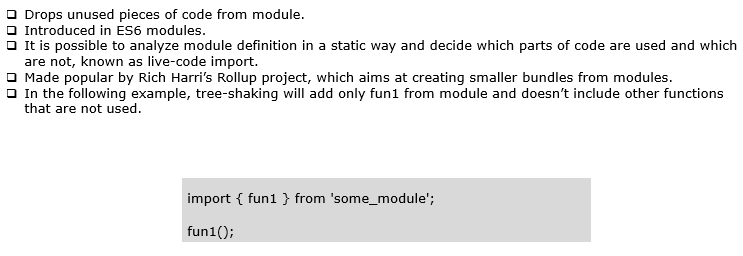 ❑ Drops unused pieces of code from module.
❑ Introduced in ES6 modules.
❑ It is possible to analyze module definition in a static way and decide which parts of code are used and which
are not, known as live-code import.
❑ Made popular by Rich Harri’s Rollup project, which aims at creating smaller bundles from modules.
❑ In the following example, tree-shaking will add only fun1 from module and doesn’t include other functions
that are not used.
import { fun1 } from 'some_module';
fun1();